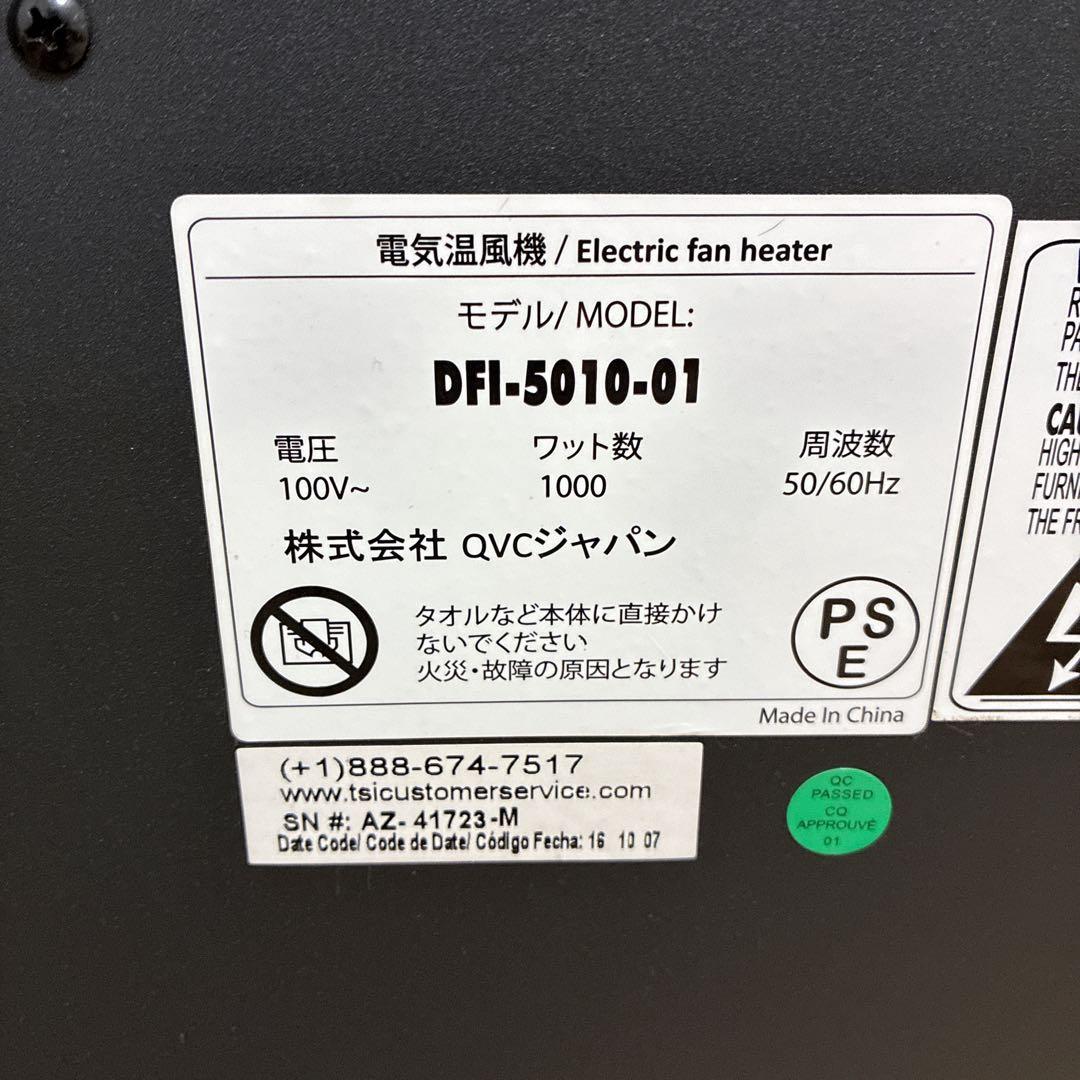 電気温風機 / Electric fan heater
モデル/ MODEL:
DFI-5010-01
電圧 ワット数 周波数
100V~ 1000 50/60Hz
株式会社 QVCジャパン
タオルなど本体に直接かけ
ないでください
火災・故障の原因となります
PS
E
Made In China
(+1)888-674-7517
www.tsicustomerservice.com
SN #: AZ-41723-M
Date Code/ Code de Date/ Código Fecha: 16 10 07
QC
PASSED
CQ
APPROUVÉ
01
THE
HIGH
THE FR